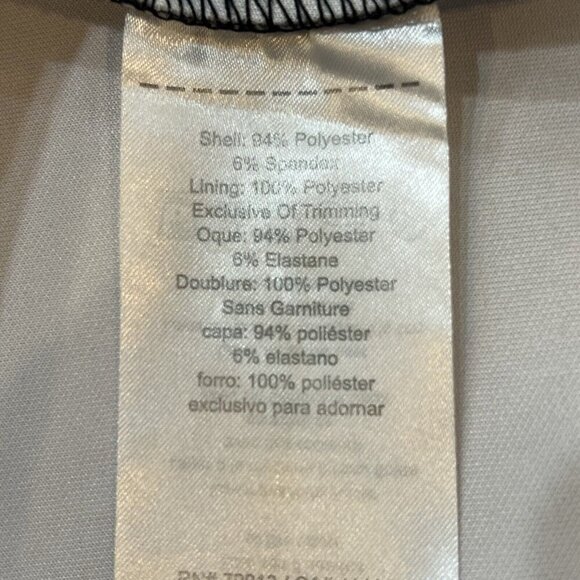 Shell: 94% Polyester
6% Spandex
Lining: 100% Polyester
Exclusive Of Trimming
Oque: 94% Polyester
6% Elastane
Doublure: 100% Polyester
Sans Garniture
capa: 94% poliéster
6% elastano
forro: 100% poliéster
exclusivo para adornar